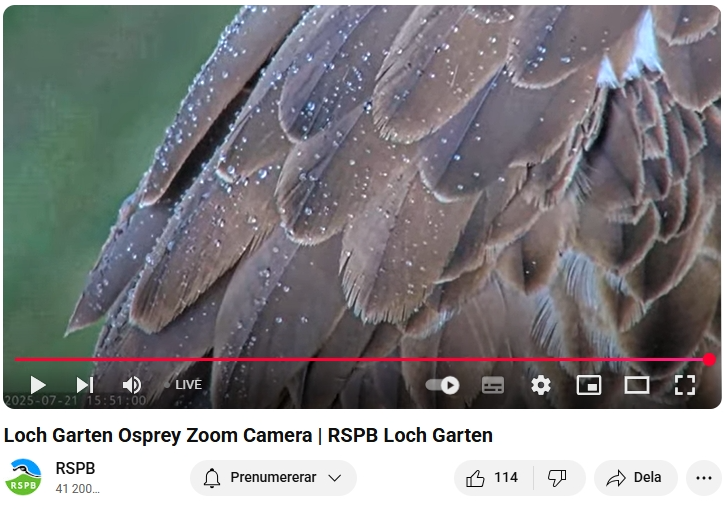 LIVE
2025-07-21 15:51:00
Loch Garten Osprey Zoom Camera | RSPB Loch Garten
RSPB
RSPB
41 200...
Prenumererar
114
Dela